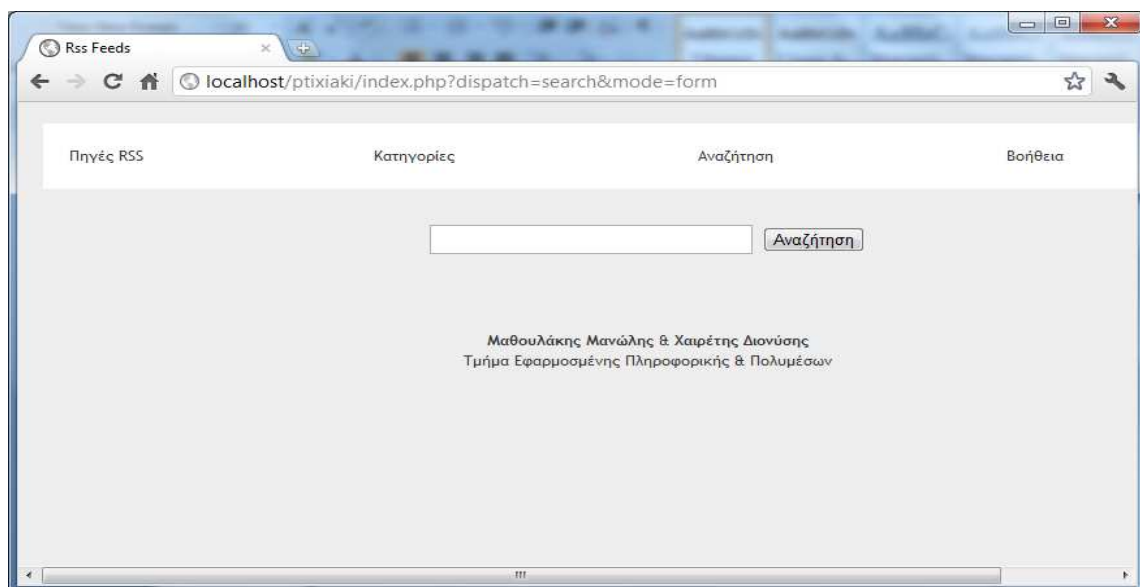 Rss Feeds
localhost/ptixiaki/index.php?dispatch=search&mode=form
Πηγές RSS Κατηγορίες Αναζήτηση Βοήθεια
Αναζήτηση
Μαθουλάκης Μανώλης & Χαιρέτης Διονύσης
Τμήμα Εφαρμοσμένης Πληροφορικής & Πολυμέσων